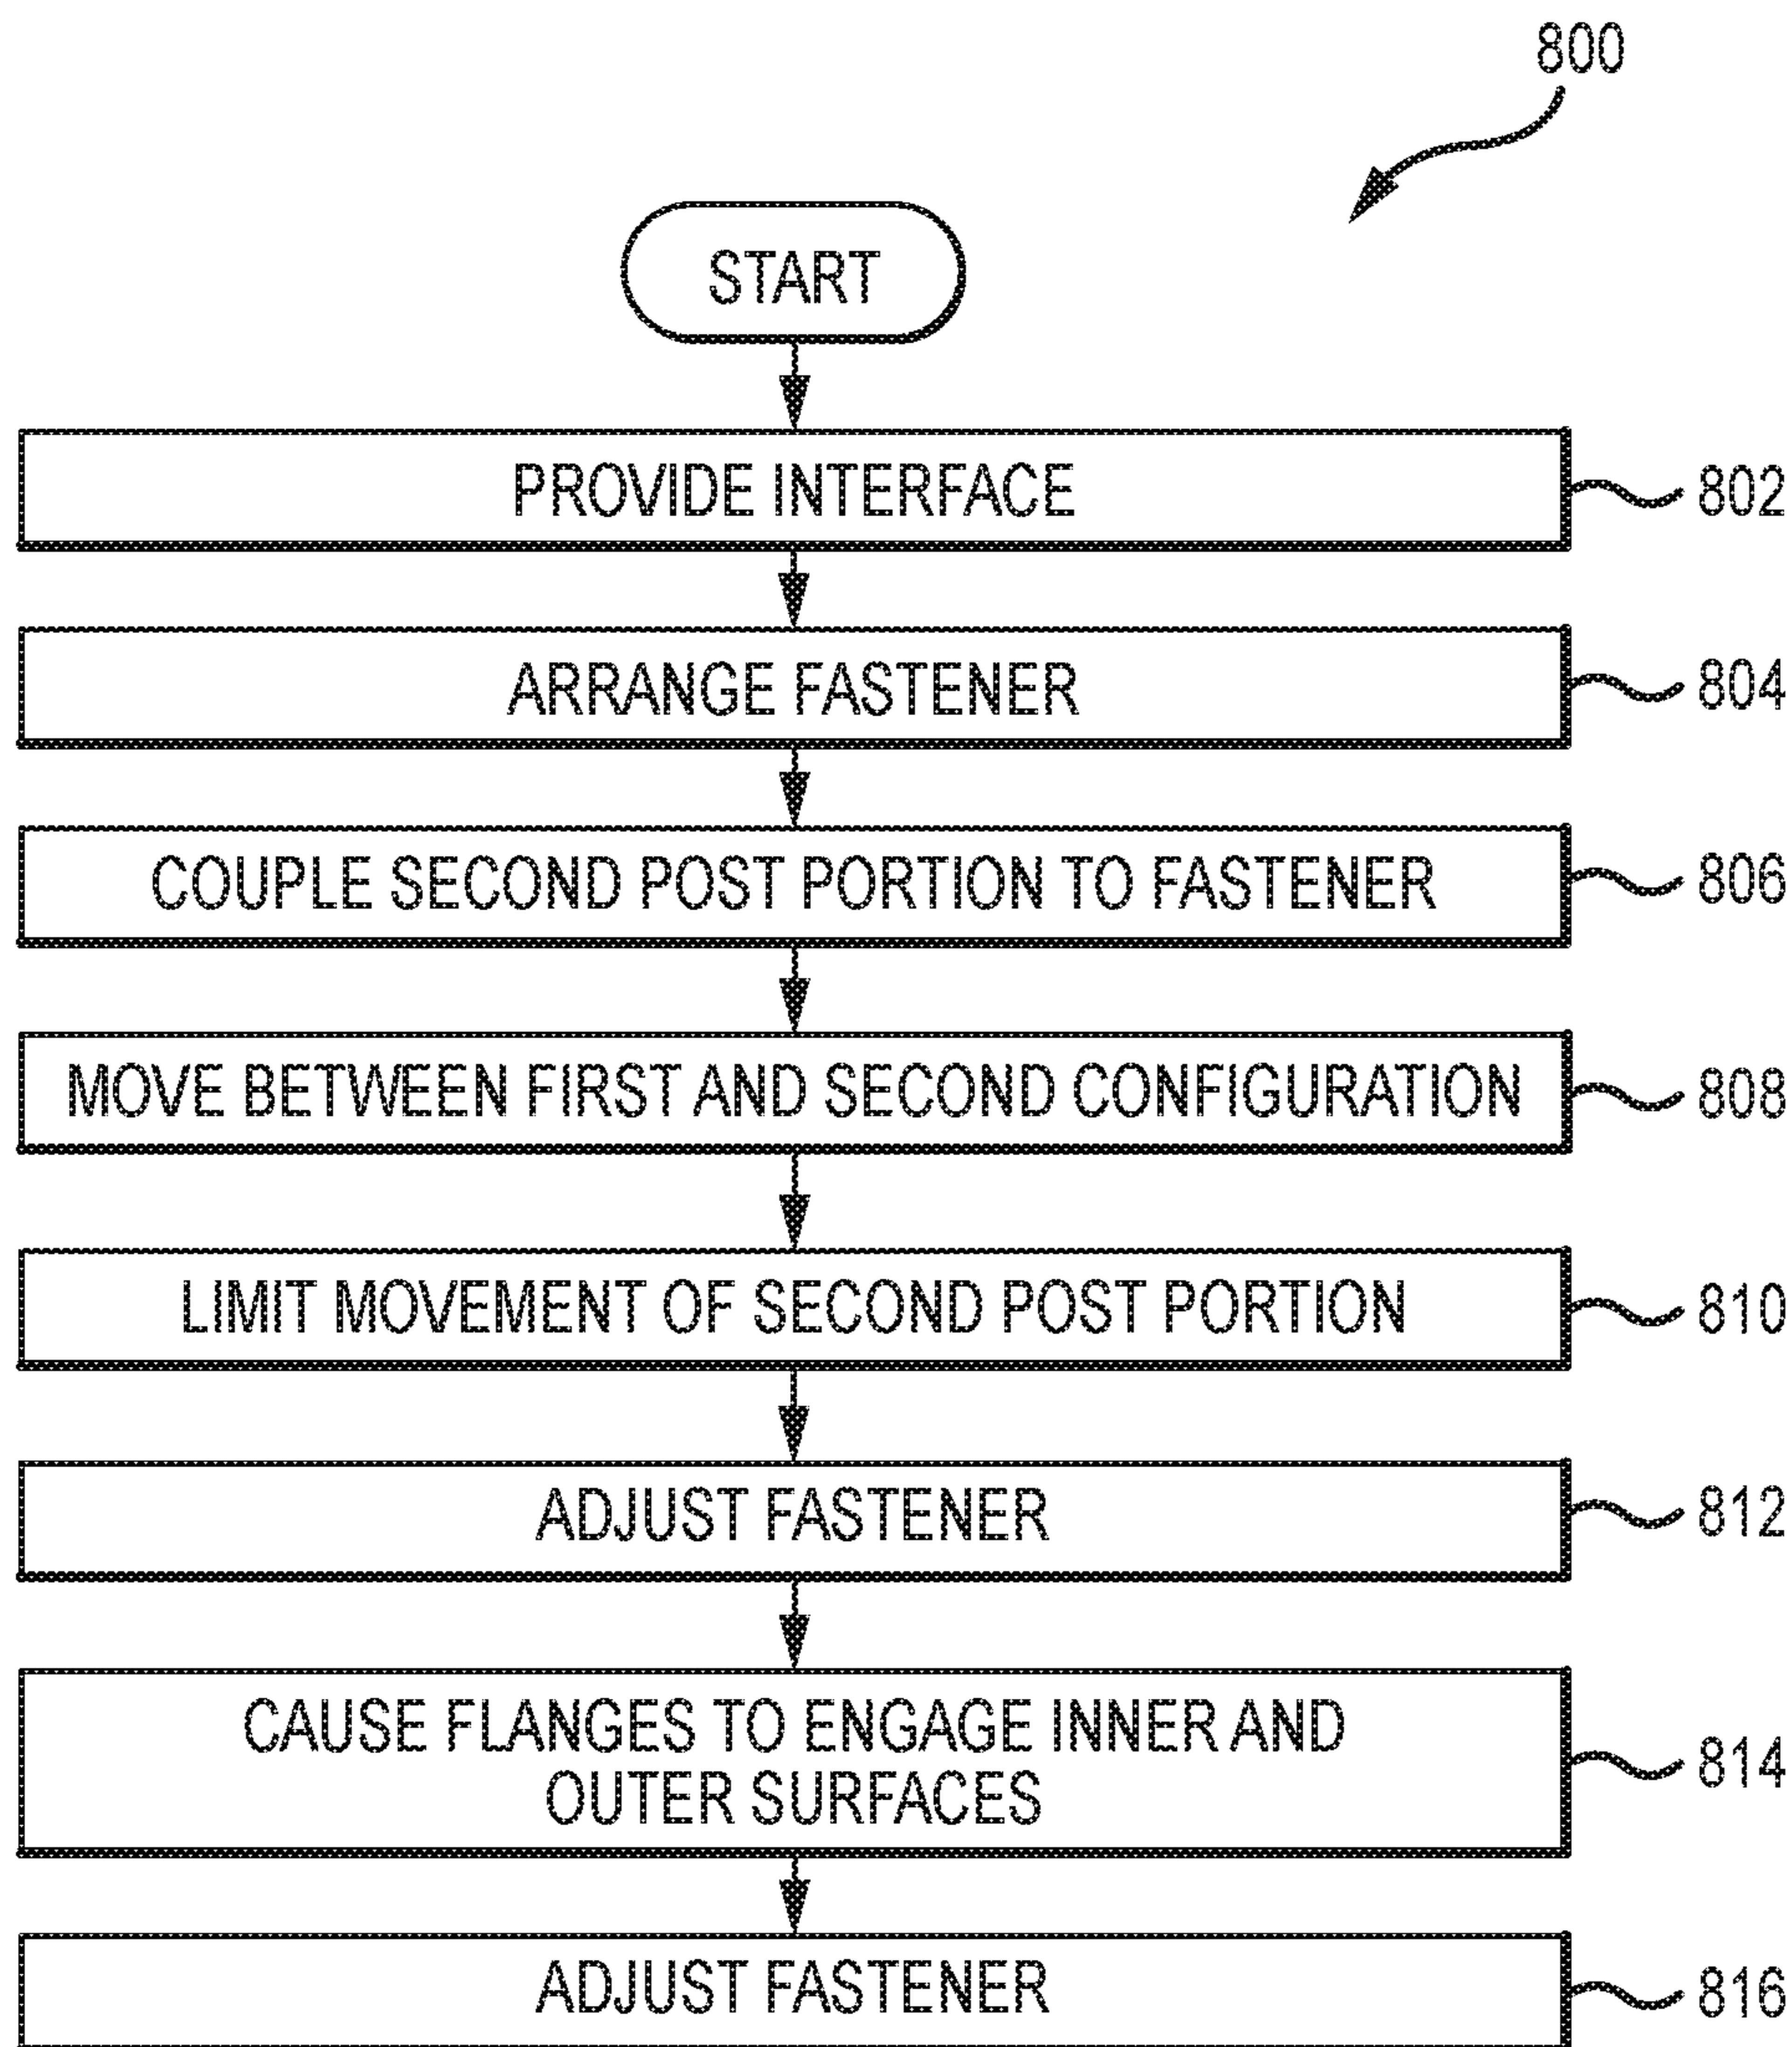 800
START
PROVIDE INTERFACE
802
ARRANGE FASTENER
804
COUPLE SECOND POST PORTION TO FASTENER
806
MOVE BETWEEN FIRST AND SECOND CONFIGURATION
808
LIMIT MOVEMENT OF SECOND POST PORTION
810
ADJUST FASTENER
812
CAUSE FLANGES TO ENGAGE INNER AND
OUTER SURFACES
814
ADJUST FASTENER
816